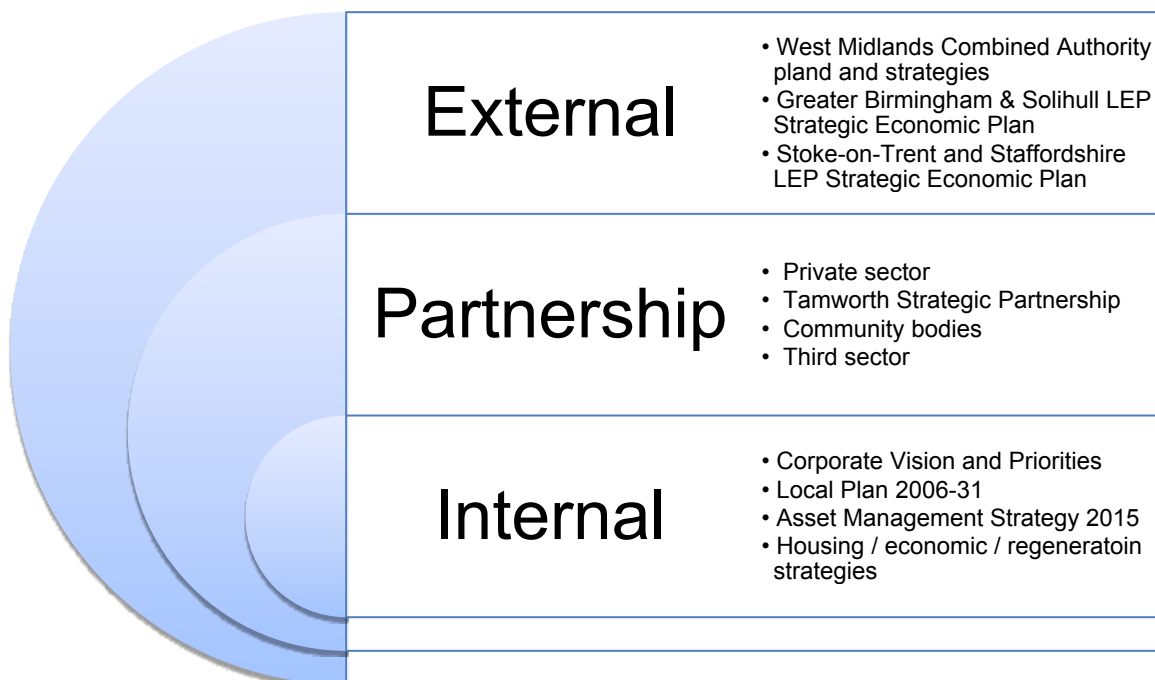 External
• West Midlands Combined Authority
pland and strategies
• Greater Birmingham & Solihull LEP
Strategic Economic Plan
• Stoke-on-Trent and Staffordshire
LEP Strategic Economic Plan
Partnership
• Private sector
• Tamworth Strategic Partnership
• Community bodies
• Third sector
Internal
• Corporate Vision and Priorities
• Local Plan 2006-31
• Asset Management Strategy 2015
• Housing / economic / regeneratoin
strategies